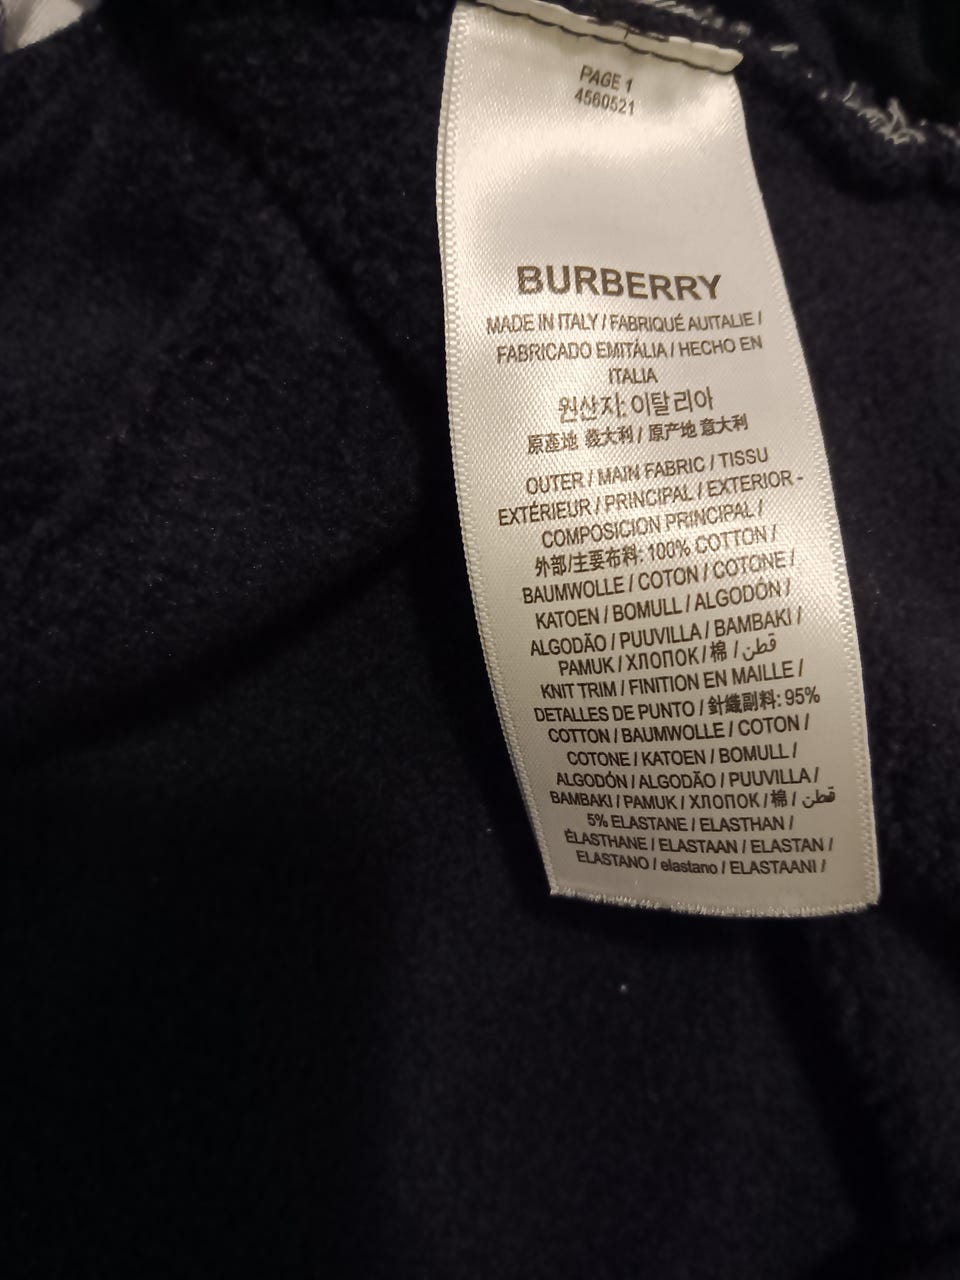 PAGE 1
4560521
BURBERRY
MADE IN ITALY / FABRIQUÉ AUITALIE /
FABRICADO EMITÁLIA / HECHO EN
ITALIA
원산지: 이탈리아
原產地 義大利 / 原产地 意大利
OUTER / MAIN FABRIC / TISSU
EXTÉRIEUR / PRINCIPAL / EXTERIOR -
COMPOSICION PRINCIPAL /
外部/主要布料: 100% COTTON /
BAUMWOLLE / COTON / COTONE /
KATOEN / BOMULL / ALGODÓN /
ALGODÃO / PUUVILLA / BAMBAKI /
PAMUK / ХЛОПОК / 棉 / قطن /
KNIT TRIM / FINITION EN MAILLE /
DETALLES DE PUNTO / 針織副料: 95%
COTTON / BAUMWOLLE / COTON /
COTONE / KATOEN / BOMULL /
ALGODÓN / ALGODÃO / PUUVILLA /
BAMBAKI / PAMUK / ХЛОПОК / 棉 / قطن
5% ELASTANE / ELASTHAN /
ÉLASTHANE / ELASTAAN / ELASTAN /
ELASTANO / elastano / ELASTAANI /